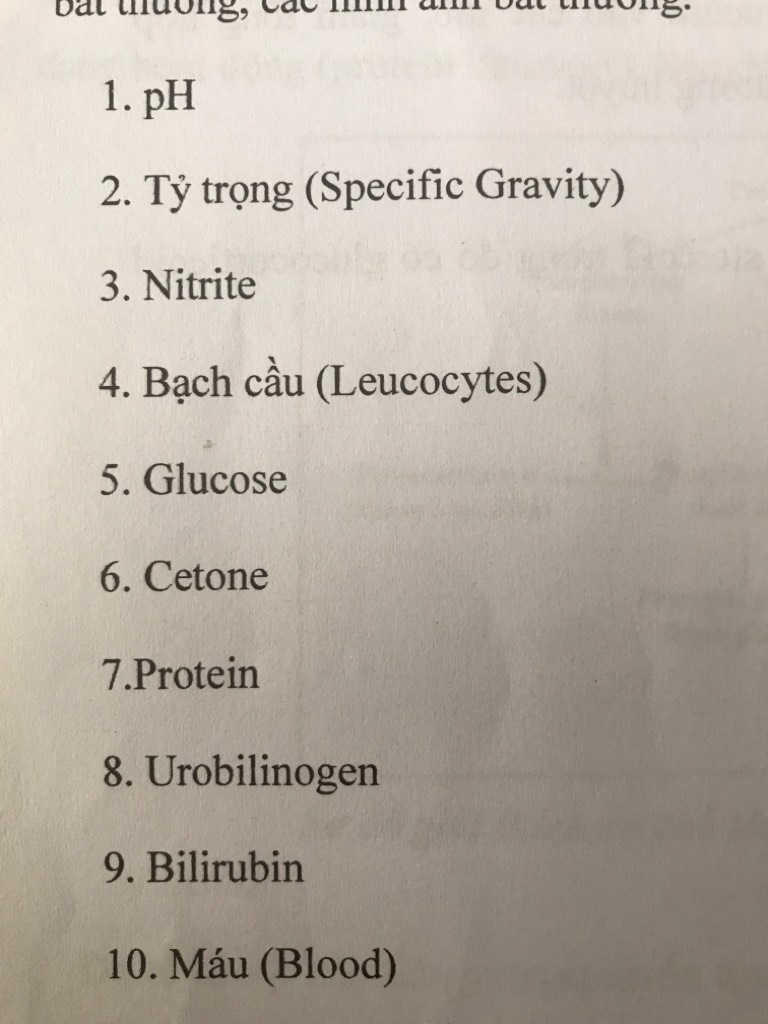 bất thường, các hình ảnh bất thường.
1. pH
2. Tỷ trọng (Specific Gravity)
3. Nitrite
4. Bạch cầu (Leucocytes)
5. Glucose
6. Cetone
7.Protein
8. Urobilinogen
9. Bilirubin
10. Máu (Blood)